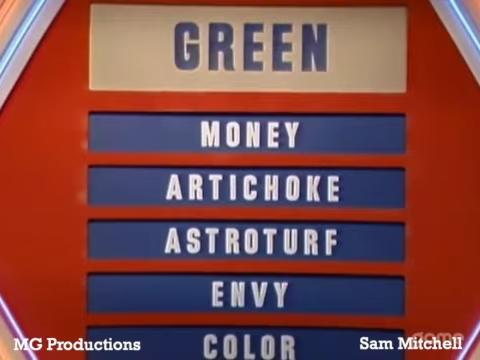 GREEN
MONEY
ARTICHOKE
ASTROTURF
ENVY
COLOR
MG Productions
Sam Mitchell